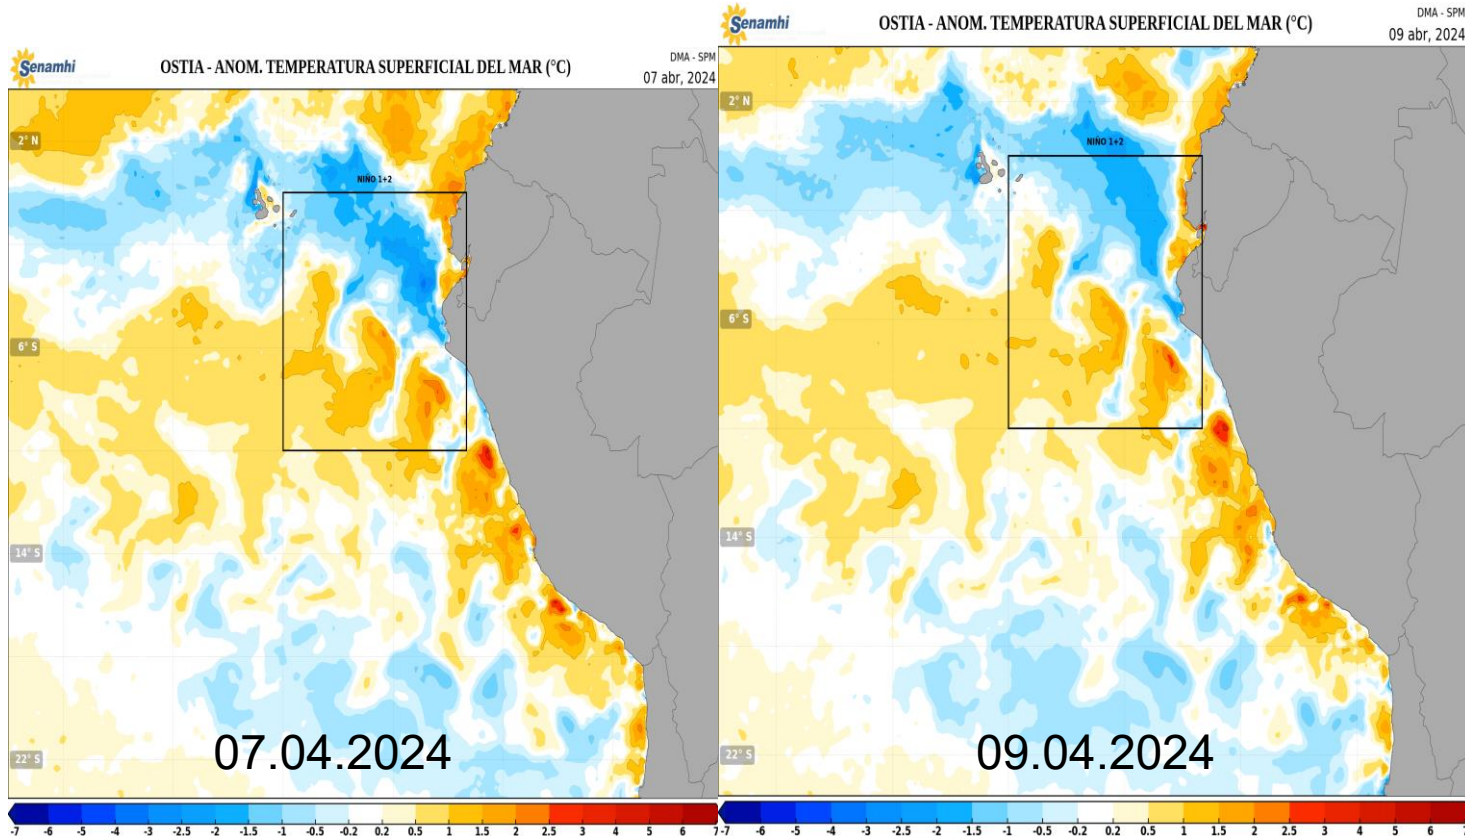 Senamhi
OSTIA - ANOM. TEMPERATURA SUPERFICIAL DEL MAR (°C)
DMA - SPM
07 abr, 2024
2° N
NIÑO 1+2
6° S
14° S
22° S
07.04.2024
-7 -6 -5 -4 -3 -2.5 -2 -1.5 -1 -0.5 -0.2 0.2 0.5 1 1.5 2 2.5 3 4 5 6 7
Senamhi
OSTIA - ANOM. TEMPERATURA SUPERFICIAL DEL MAR (°C)
DMA - SPM
09 abr, 2024
2° N
NIÑO 1+2
6° S
14° S
22° S
09.04.2024
-7 -6 -5 -4 -3 -2.5 -2 -1.5 -1 -0.5 -0.2 0.2 0.5 1 1.5 2 2.5 3 4 5 6 7